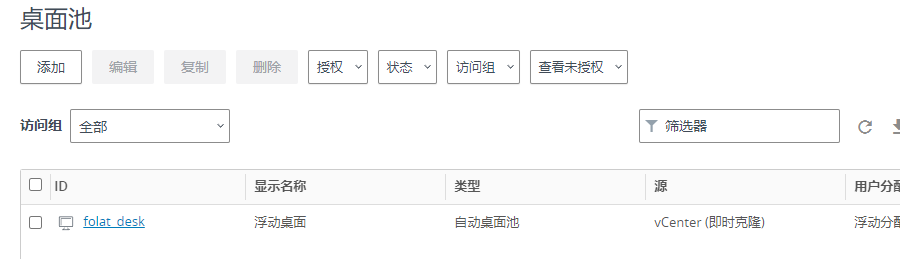 桌面池
添加 编辑 复制 删除 授权 状态 访问组 查看未授权
访问组 全部 筛选器
ID 显示名称 类型 源 用户分
folat_desk 浮动桌面 自动桌面池 vCenter (即时克隆) 浮动分